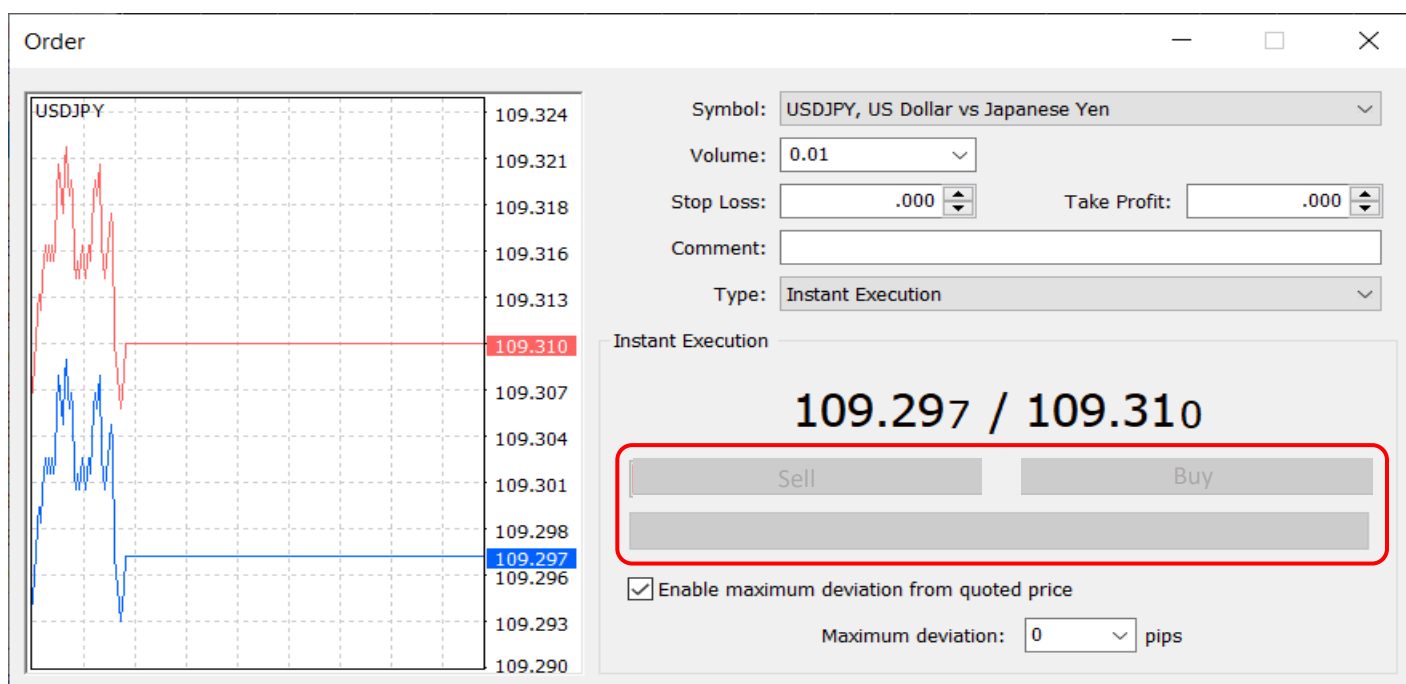 Order
USDJPY
109.324
109.321
109.318
109.316
109.313
109.310
109.307
109.304
109.301
109.298
109.297
109.296
109.293
109.290
Symbol: USDJPY, US Dollar vs Japanese Yen
Volume: 0.01
Stop Loss: .000 Take Profit: .000
Comment:
Type: Instant Execution
Instant Execution
109.297 / 109.310
Sell Buy
Enable maximum deviation from quoted price
Maximum deviation: 0 pips